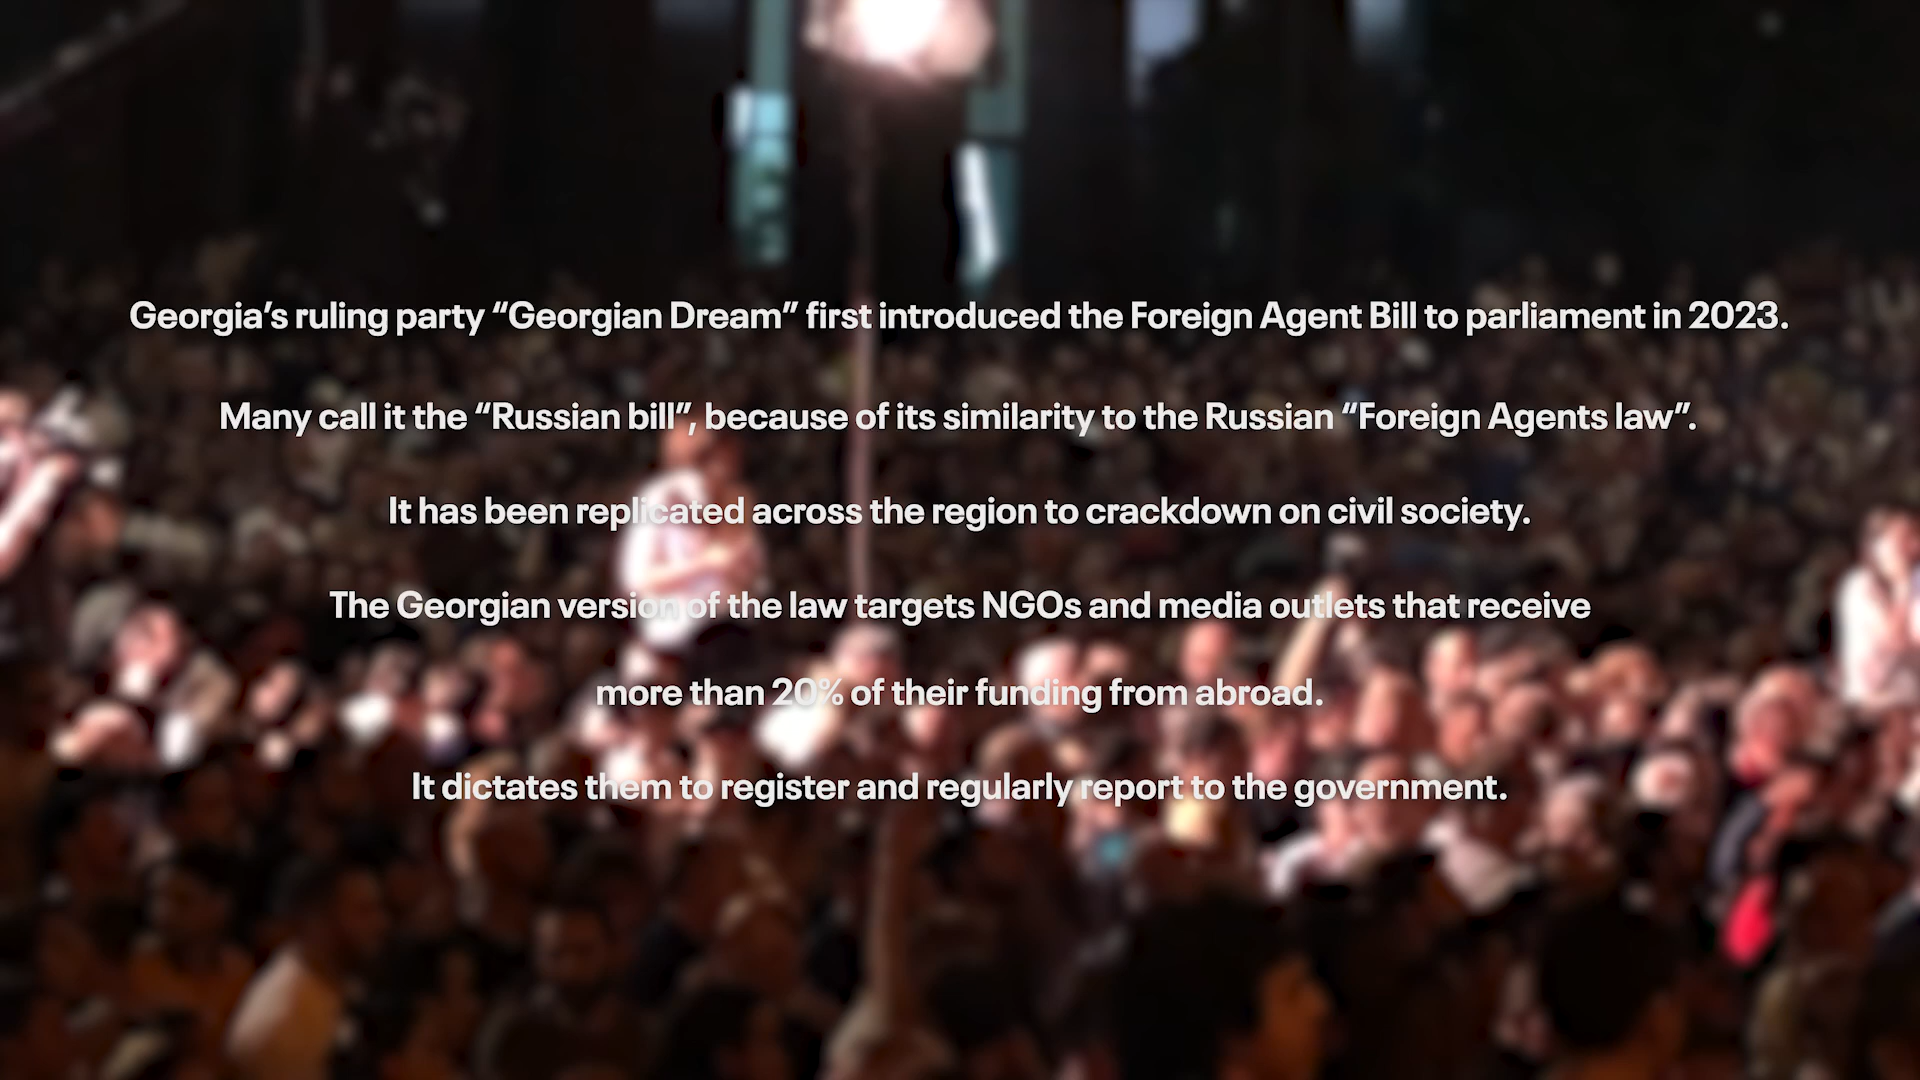 Georgia’s ruling party “Georgian Dream” first introduced the Foreign Agent Bill to parliament in 2023.
Many call it the “Russian bill”, because of its similarity to the Russian “Foreign Agents law”.
It has been replicated across the region to crackdown on civil society.
The Georgian version of the law targets NGOs and media outlets that receive
more than 20% of their funding from abroad.
It dictates them to register and regularly report to the government.